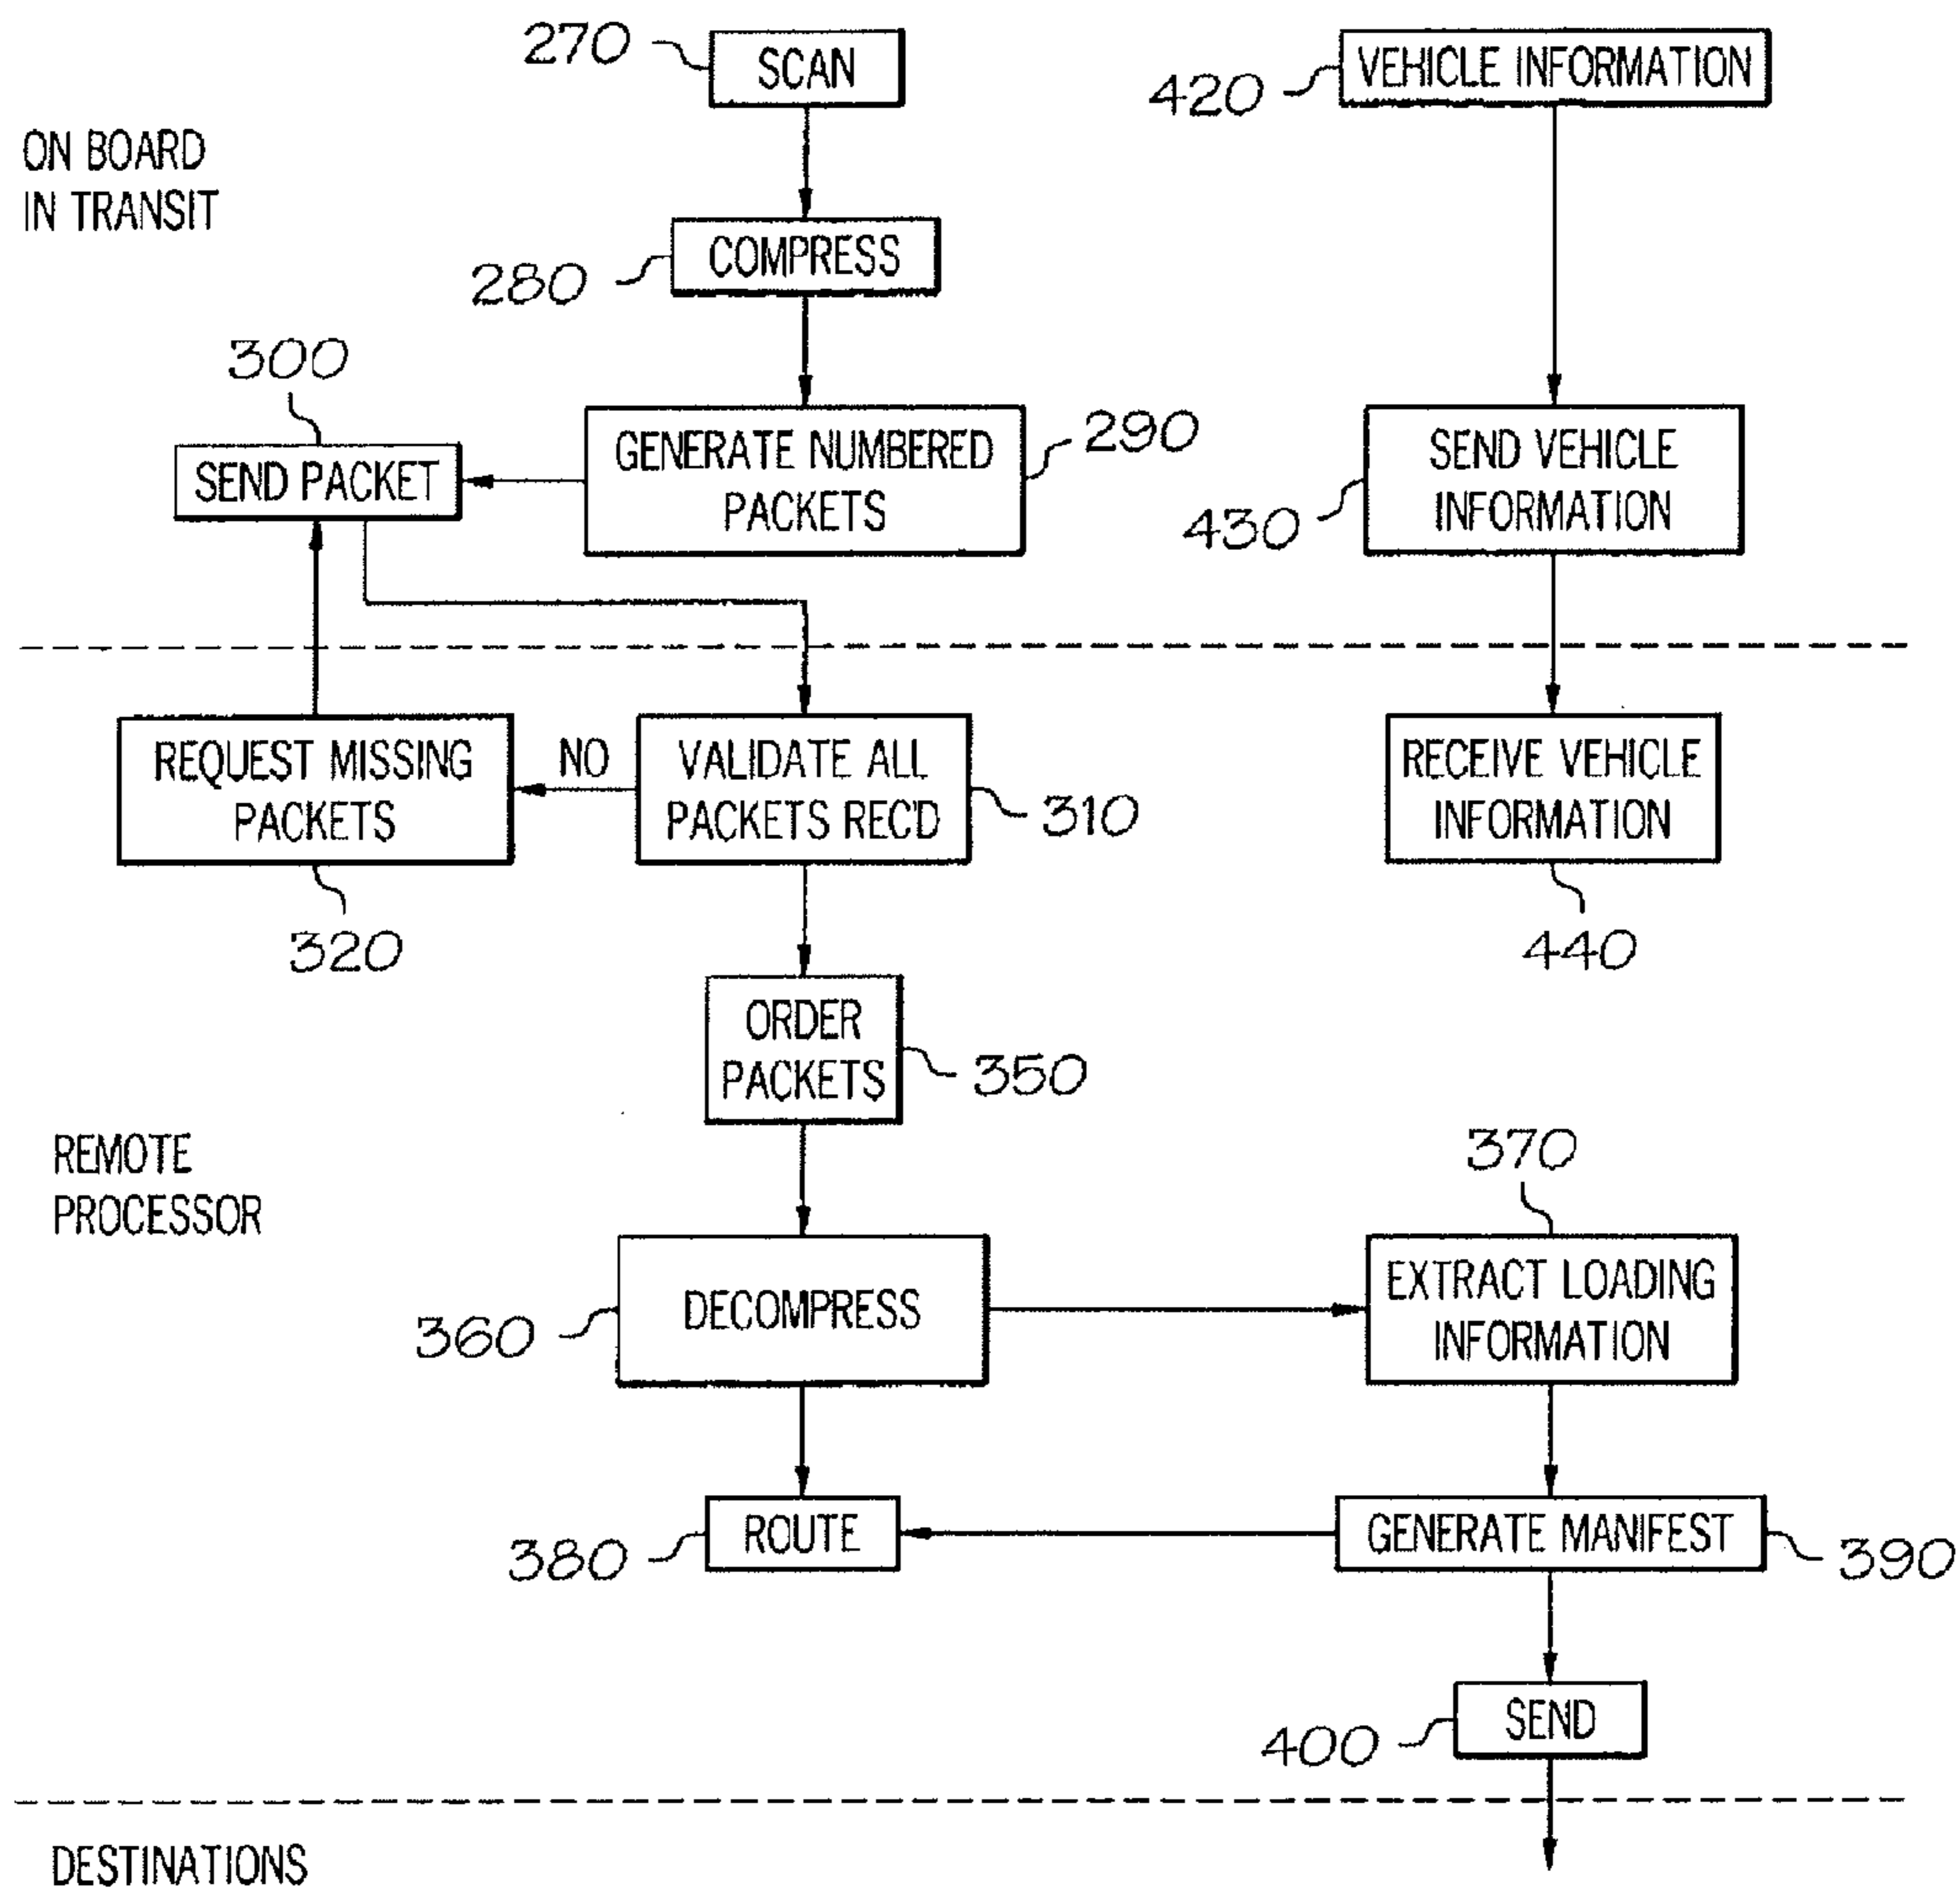 270
SCAN
420
VEHICLE INFORMATION
ON BOARD
IN TRANSIT
280
COMPRESS
300
SEND PACKET
GENERATE NUMBERED
PACKETS
290
SEND VEHICLE
INFORMATION
430
REQUEST MISSING
PACKETS
320
NO
VALIDATE ALL
PACKETS REC'D
310
RECEIVE VEHICLE
INFORMATION
440
ORDER
PACKETS
350
REMOTE
PROCESSOR
360
DECOMPRESS
370
EXTRACT LOADING
INFORMATION
380
ROUTE
GENERATE MANIFEST
390
400
SEND
DESTINATIONS